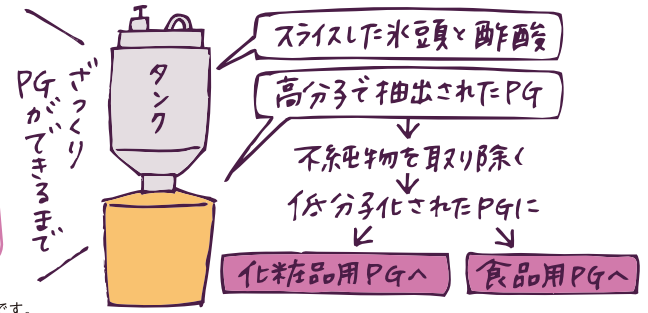 ざっくり
PGができるまで
タンク
スライスした氷頭と酢酸
高分子で抽出されたPG
不純物を取り除く
低分子化されたPGに
化粧品用PGへ
食品用PGへ
です。